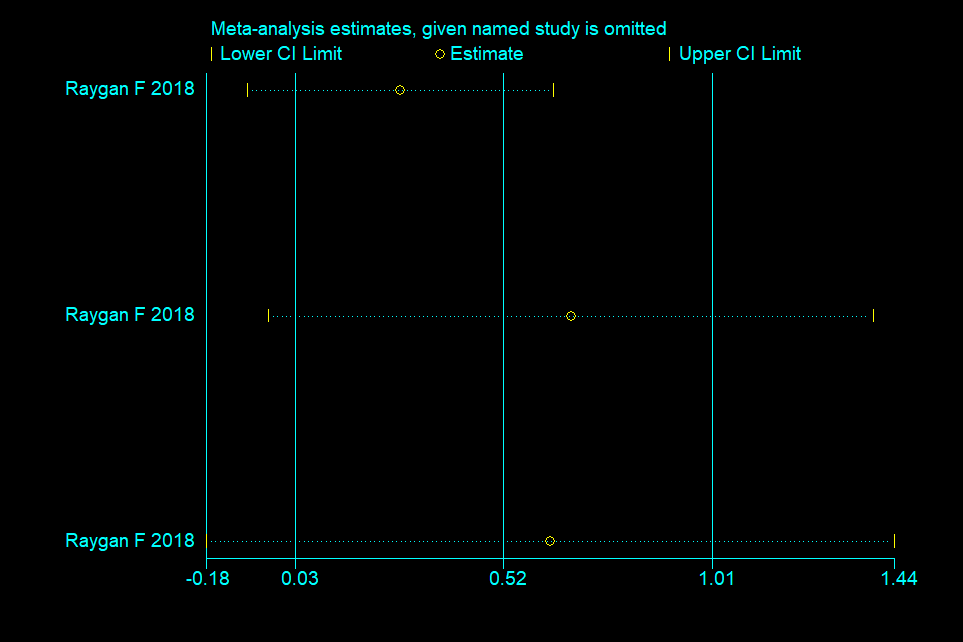 Meta-analysis estimates, given named study is omitted
Lower CI Limit Estimate Upper CI Limit
Raygan F 2018
Raygan F 2018
Raygan F 2018
-0.18 0.03 0.52 1.01 1.44